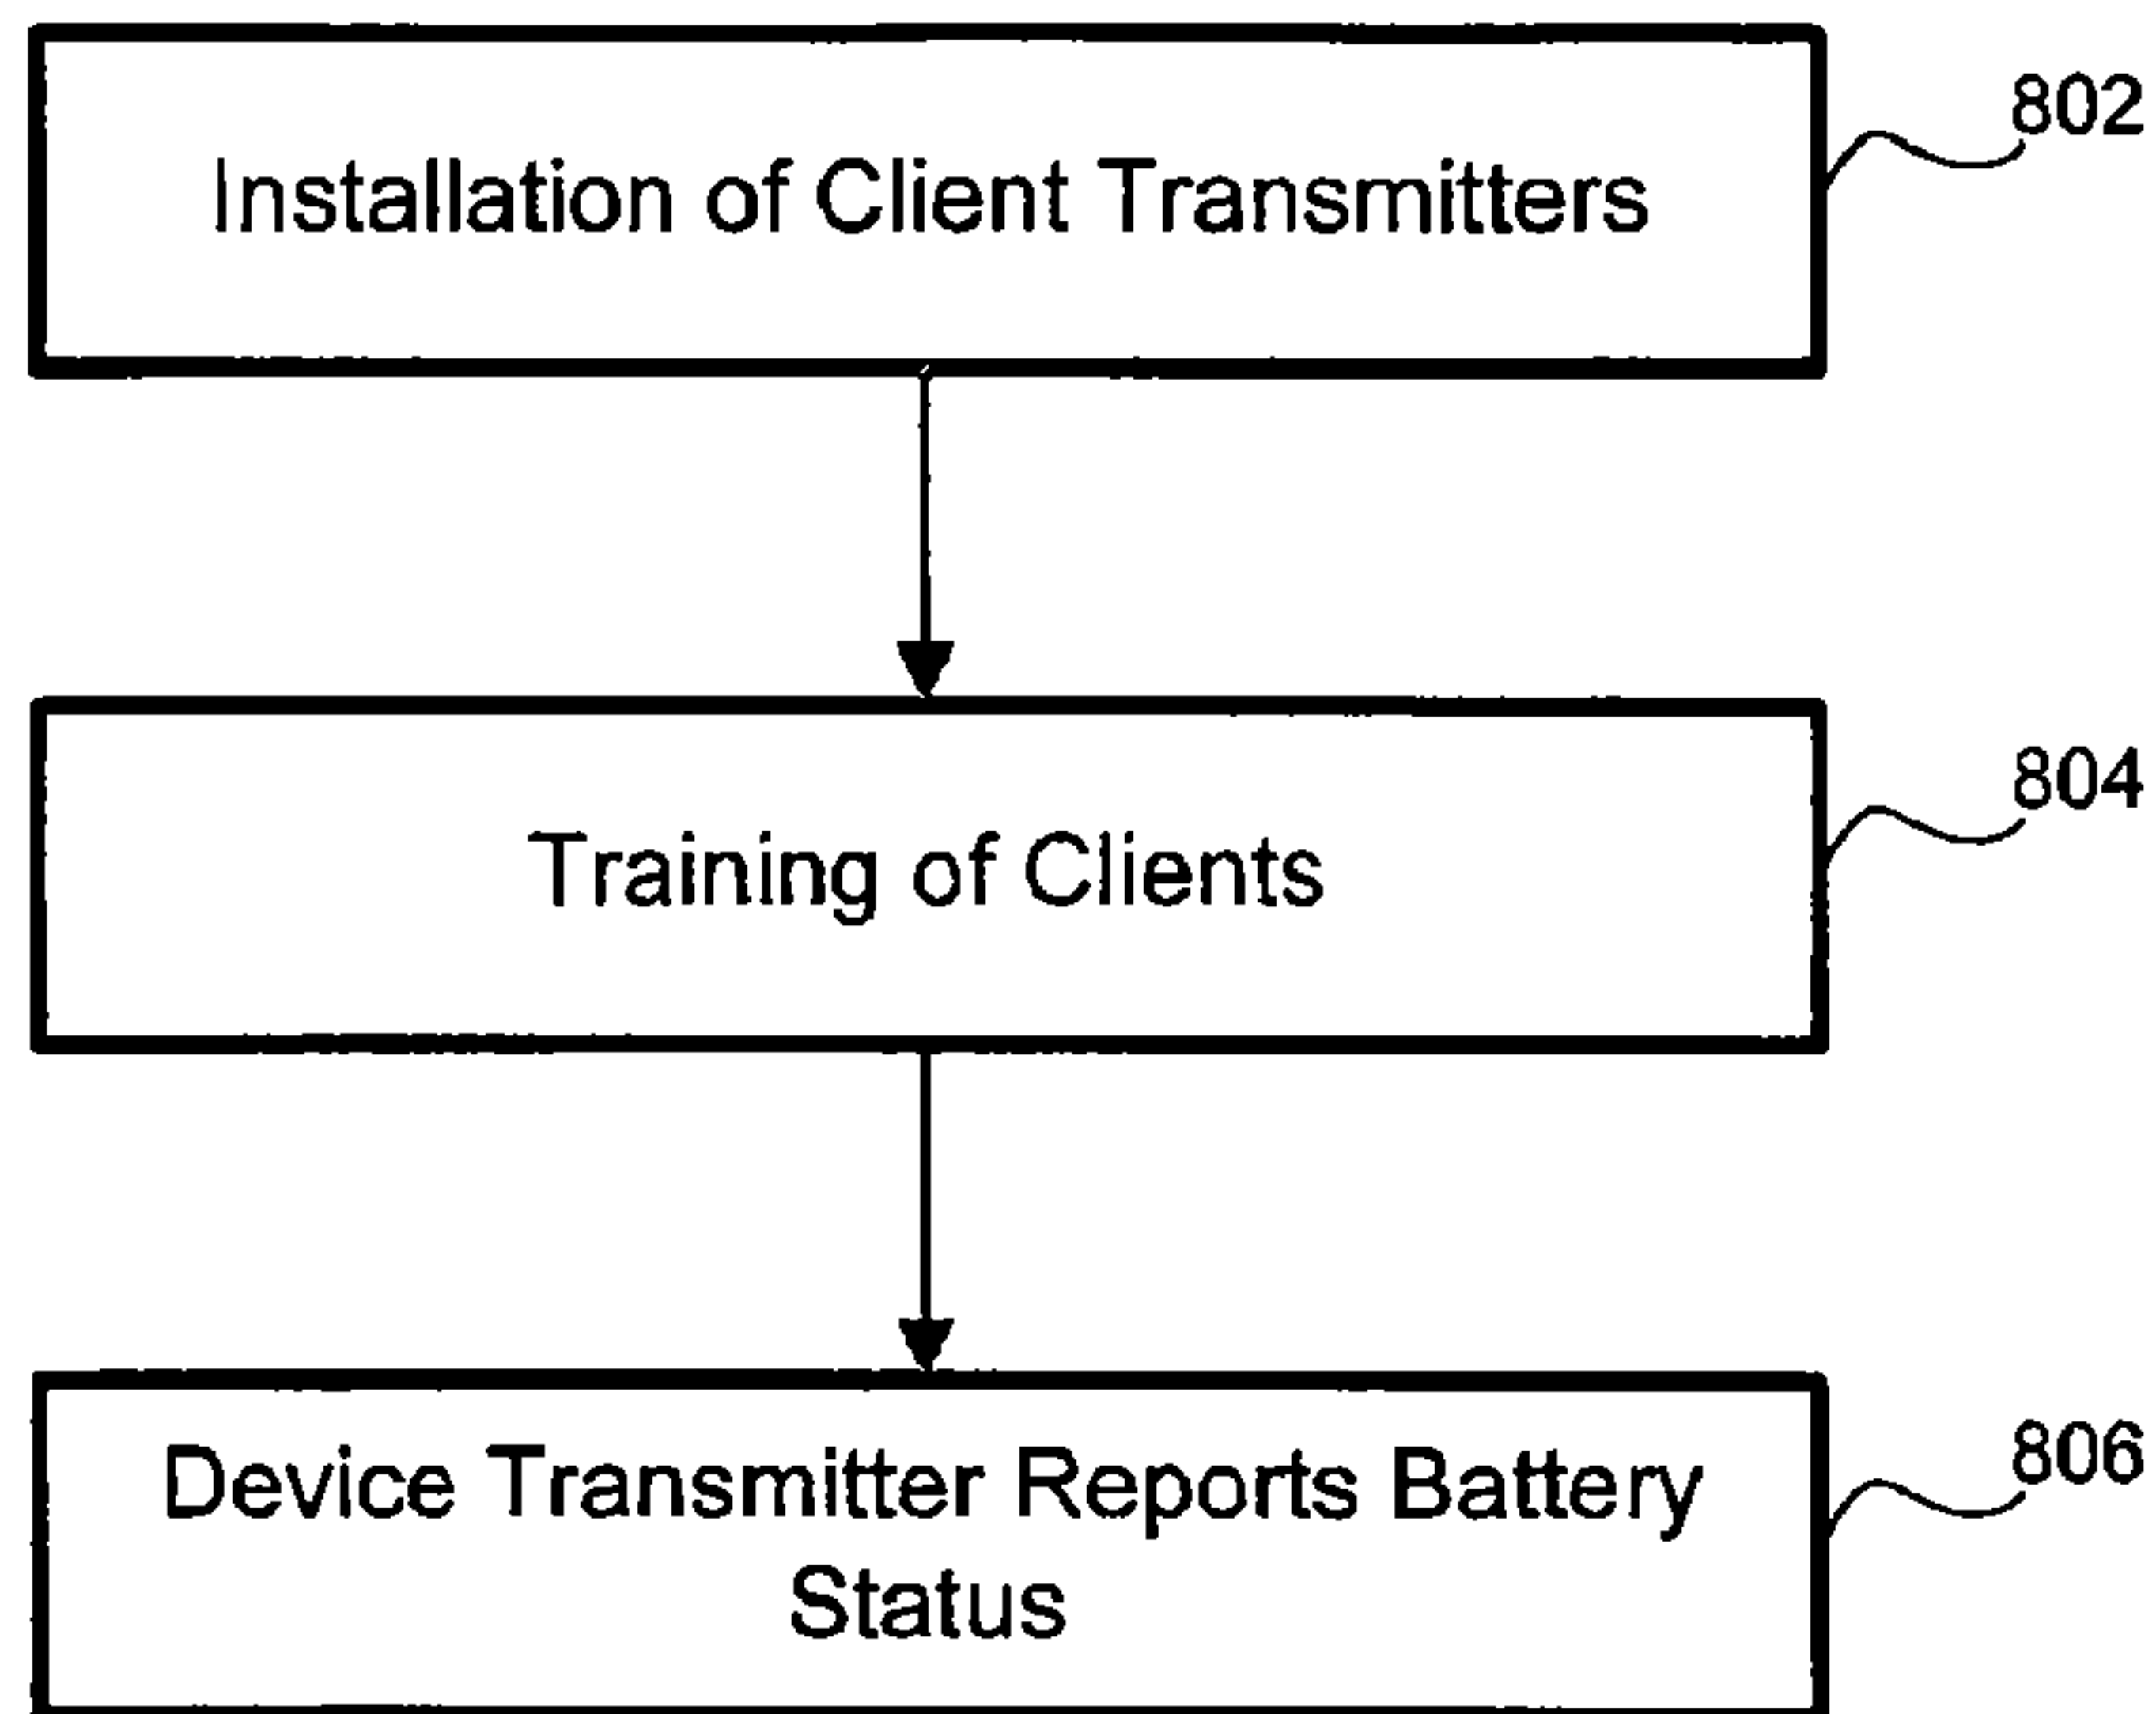 Installation of Client Transmitters
802
Training of Clients
804
Device Transmitter Reports Battery
Status
806